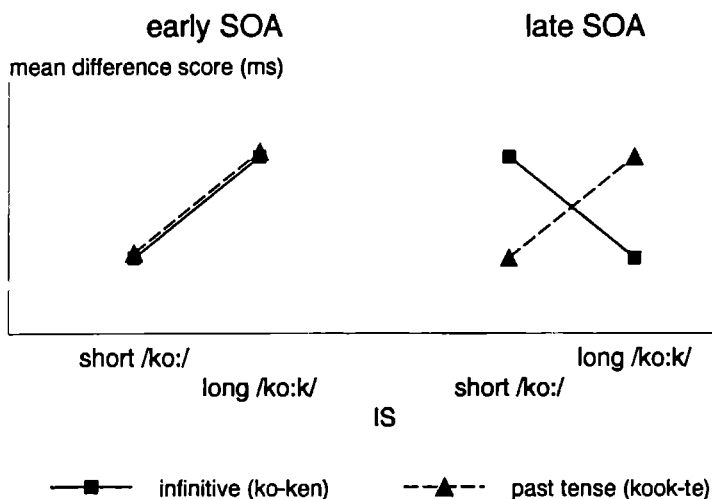 early SOA late SOA
mean difference score (ms)
short /ko:/ long /ko:k/
long /ko:k/ short /ko:/
IS
infinitive (ko-ken) past tense (kook-te)